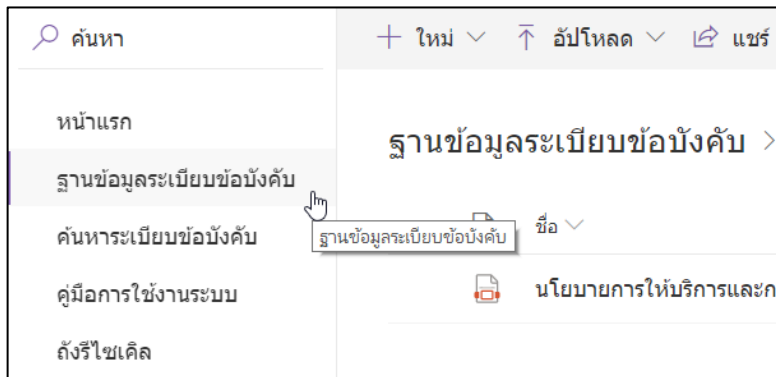 ค้นหา
หน้าแรก
ฐานข้อมูลระเบียบข้อบังคับ
ค้นหาระเบียบข้อบังคับ
คู่มือการใช้งานระบบ
ถังรีไซเคิล
ใหม่ อัปโหลด แชร์
ฐานข้อมูลระเบียบข้อบังคับ >
ชื่อ
ฐานข้อมูลระเบียบข้อบังคับ
นโยบายการให้บริการและก